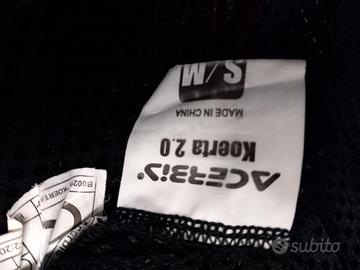 ACERBIS
Koerta 2.0
MADE IN CHINA
S/M
subito